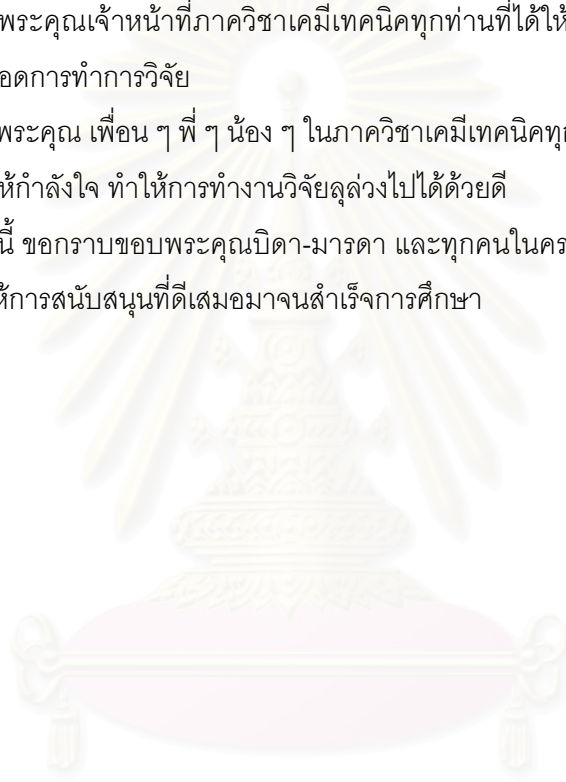 พระคุณเจ้าหน้าที่ภาควิชาเคมีเทคนิคทุกท่านที่ได้ให้
อดการทำการวิจัย
พระคุณ เพื่อน ๆ พี่ ๆ น้อง ๆ ในภาควิชาเคมีเทคนิคทุก
ห้กำลังใจ ทำให้การทำงานวิจัยลุล่วงไปได้ด้วยดี
นี้ ขอกราบขอบพระคุณบิดา-มารดา และทุกคนในคร
ห้การสนับสนุนที่ดีเสมอมาจนสำเร็จการศึกษา